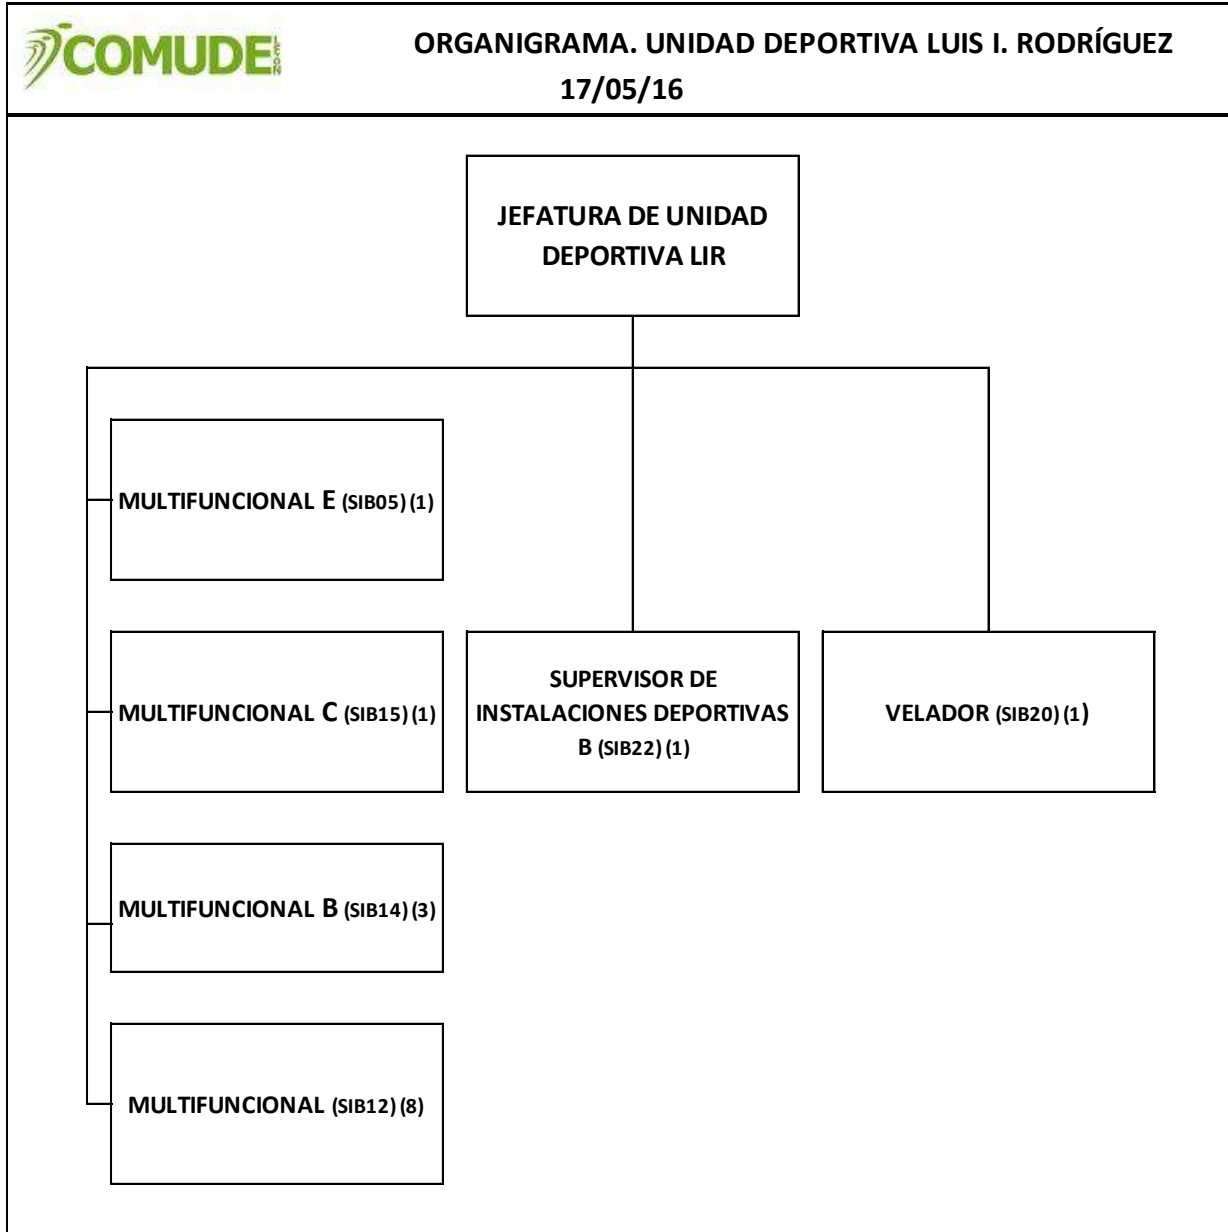 COMUDE LEÓN
ORGANIGRAMA. UNIDAD DEPORTIVA LUIS I. RODRÍGUEZ
17/05/16
JEFATURA DE UNIDAD
DEPORTIVA LIR
MULTIFUNCIONAL E (SIB05) (1)
MULTIFUNCIONAL C (SIB15) (1)
SUPERVISOR DE
INSTALACIONES DEPORTIVAS
B (SIB22) (1)
VELADOR (SIB20) (1)
MULTIFUNCIONAL B (SIB14) (3)
MULTIFUNCIONAL (SIB12) (8)